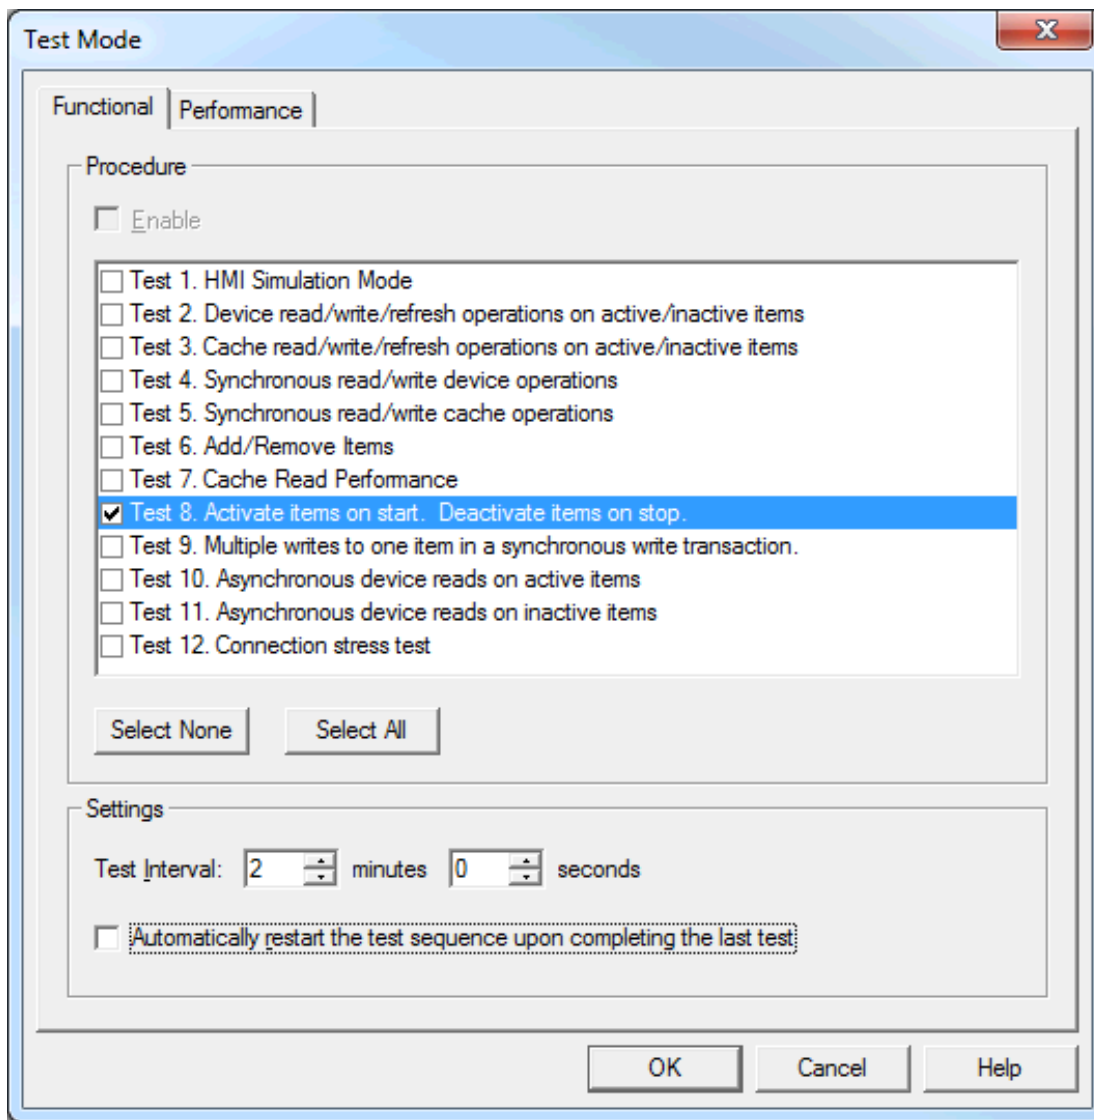 Test Mode
Functional
Performance
Procedure
Enable
Test 1. HMI Simulation Mode
Test 2. Device read/write/refresh operations on active/inactive items
Test 3. Cache read/write/refresh operations on active/inactive items
Test 4. Synchronous read/write device operations
Test 5. Synchronous read/write cache operations
Test 6. Add/Remove Items
Test 7. Cache Read Performance
Test 8. Activate items on start.  Deactivate items on stop.
Test 9. Multiple writes to one item in a synchronous write transaction.
Test 10. Asynchronous device reads on active items
Test 11. Asynchronous device reads on inactive items
Test 12. Connection stress test
Select None
Select All
Settings
Test Interval: 2 minutes 0 seconds
Automatically restart the test sequence upon completing the last test
OK
Cancel
Help